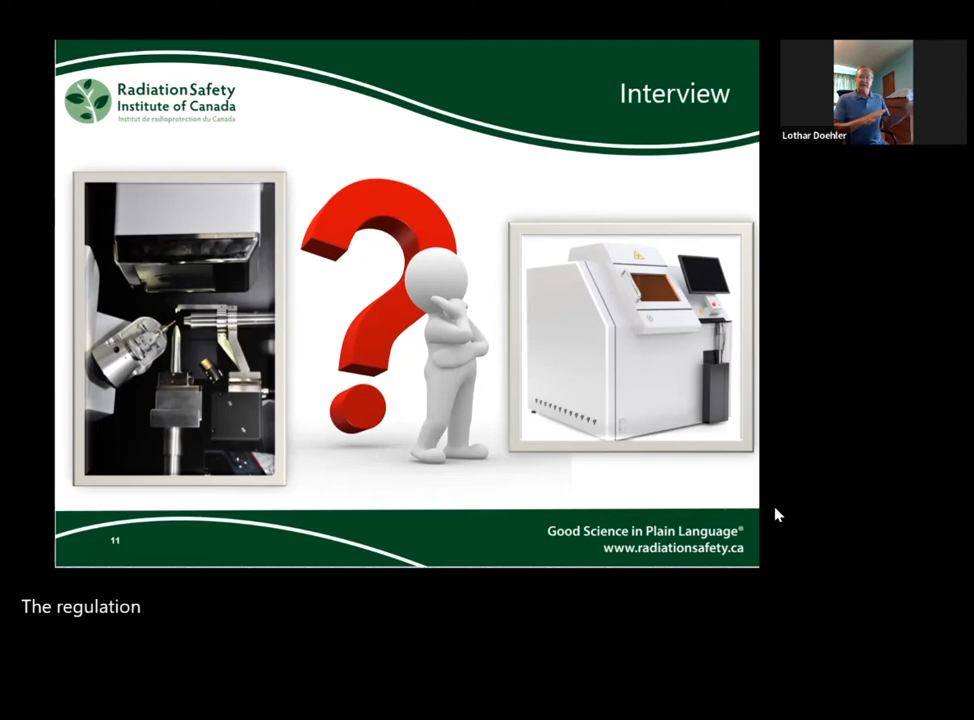 Radiation Safety
Institute of Canada
Institut de radioprotection du Canada
Interview
Lothar Doehler
11
Good Science in Plain Language®
www.radiationsafety.ca
The regulation